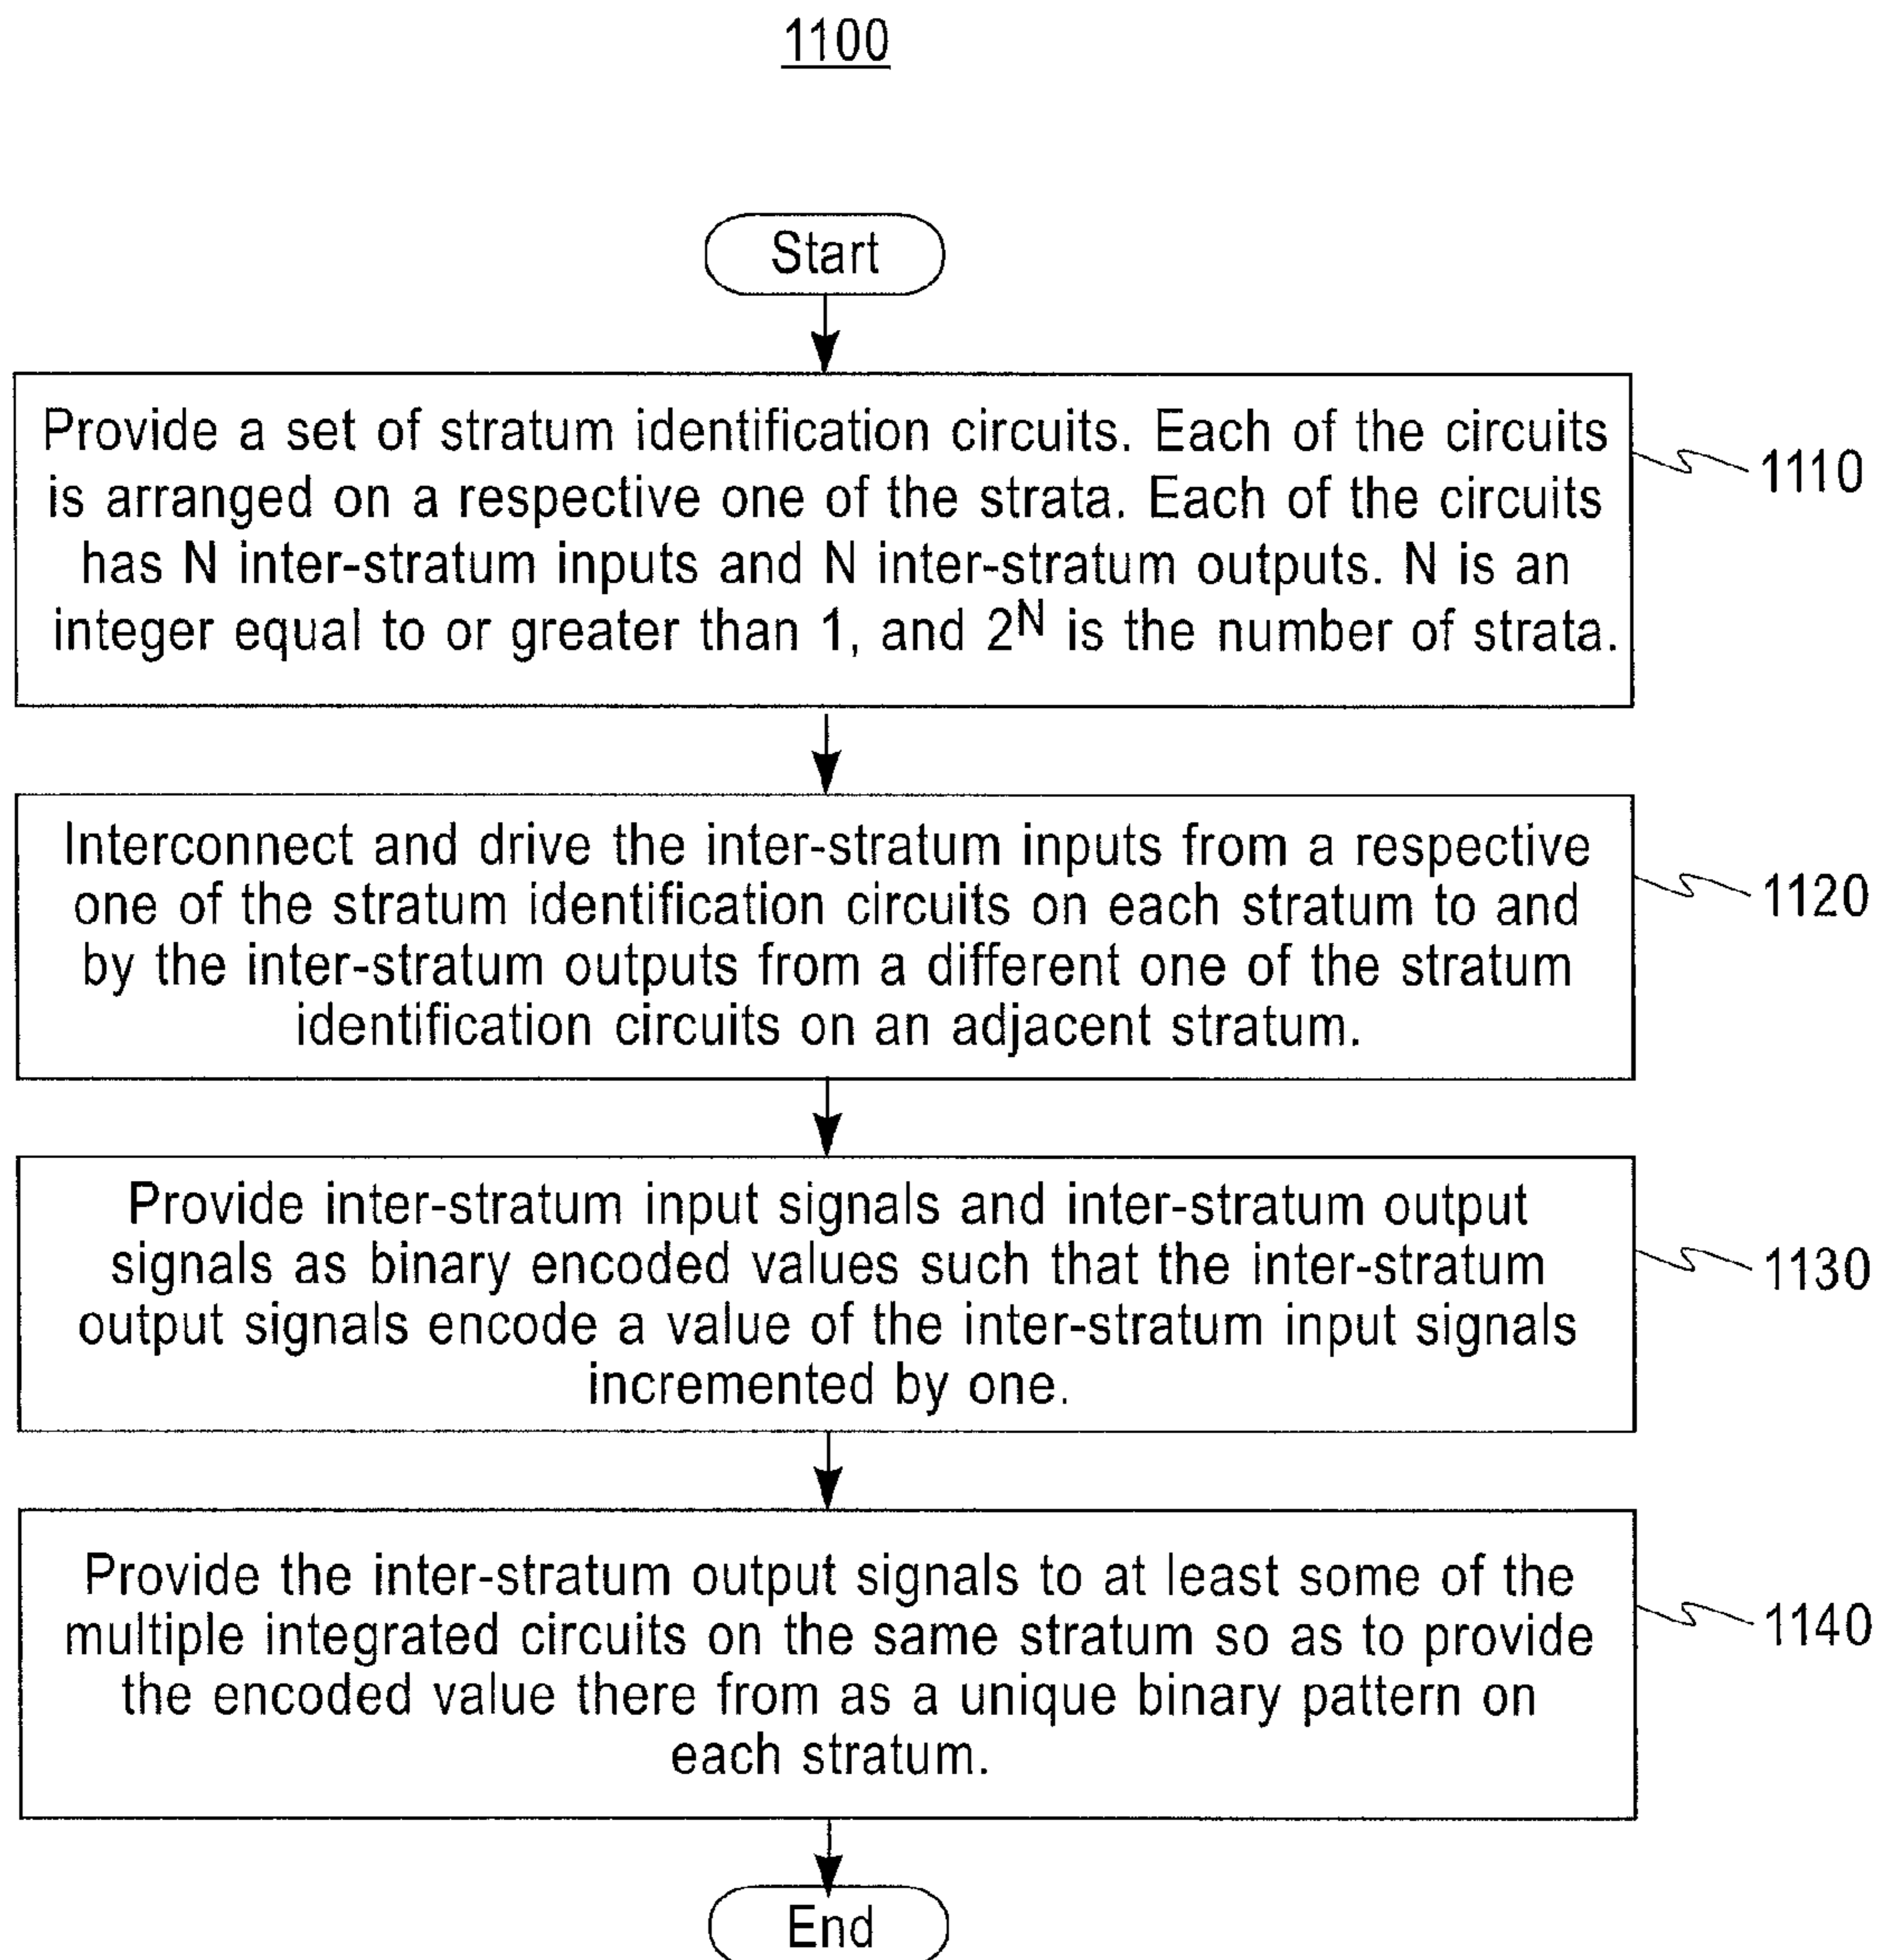 1100
Start
Provide a set of stratum identification circuits. Each of the circuits
is arranged on a respective one of the strata. Each of the circuits
has N inter-stratum inputs and N inter-stratum outputs. N is an
integer equal to or greater than 1, and 2^N is the number of strata.
1110
Interconnect and drive the inter-stratum inputs from a respective
one of the stratum identification circuits on each stratum to and
by the inter-stratum outputs from a different one of the stratum
identification circuits on an adjacent stratum.
1120
Provide inter-stratum input signals and inter-stratum output
signals as binary encoded values such that the inter-stratum
output signals encode a value of the inter-stratum input signals
incremented by one.
1130
Provide the inter-stratum output signals to at least some of the
multiple integrated circuits on the same stratum so as to provide
the encoded value there from as a unique binary pattern on
each stratum.
1140
End